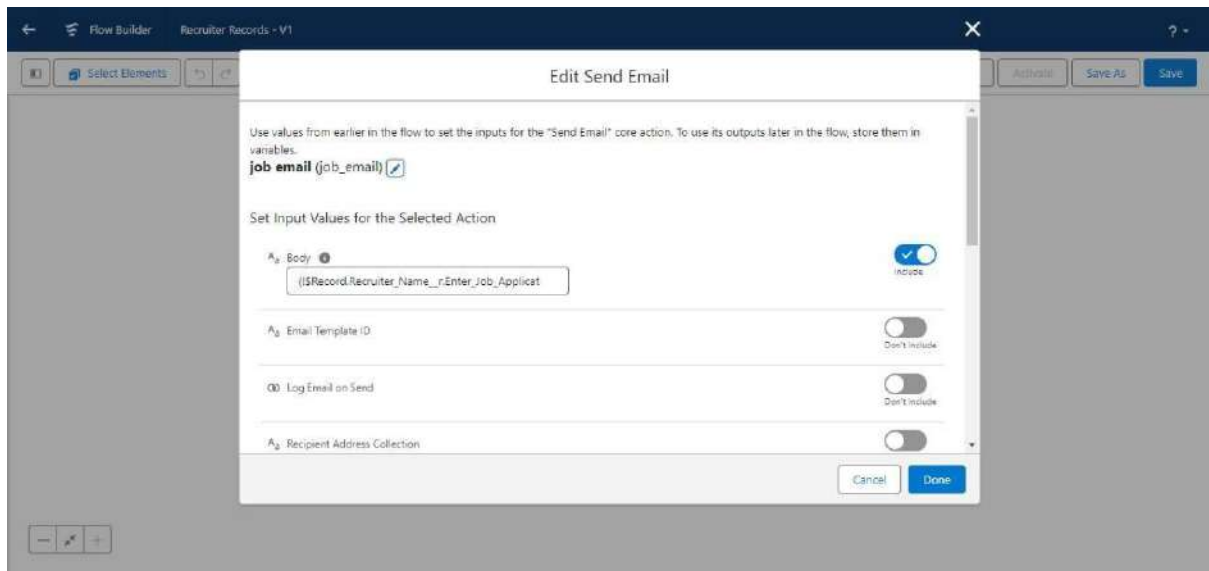 Flow Builder Recruiter Records - V1 ? 
Select Elements Activate Save As Save
Edit Send Email
Use values from earlier in the flow to set the inputs for the "Send Email" core action. To use its outputs later in the flow, store them in
variables.
job email (job_email)
Set Input Values for the Selected Action
Aa Body
{!$Record.Recruiter_Name__r.Enter_Job_Applicat
Include
Aa Email Template ID
Don't Include
Log Email on Send
Don't Include
Aa Recipient Address Collection
Cancel Done